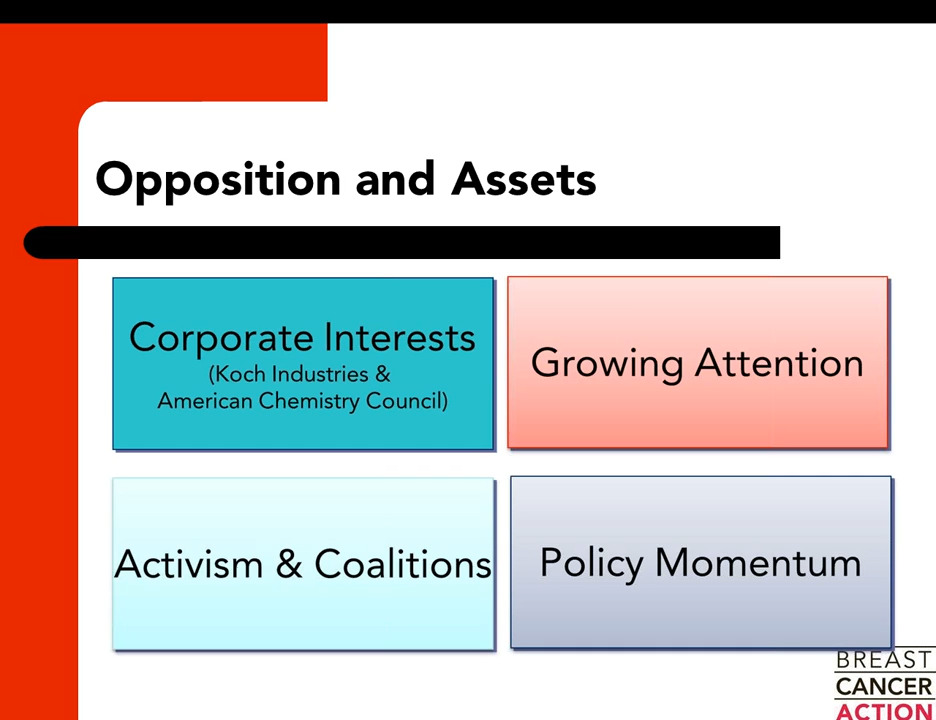 Opposition and Assets
Corporate Interests
(Koch Industries &
American Chemistry Council)
Growing Attention
Activism & Coalitions
Policy Momentum
BREAST
CANCER
ACTION